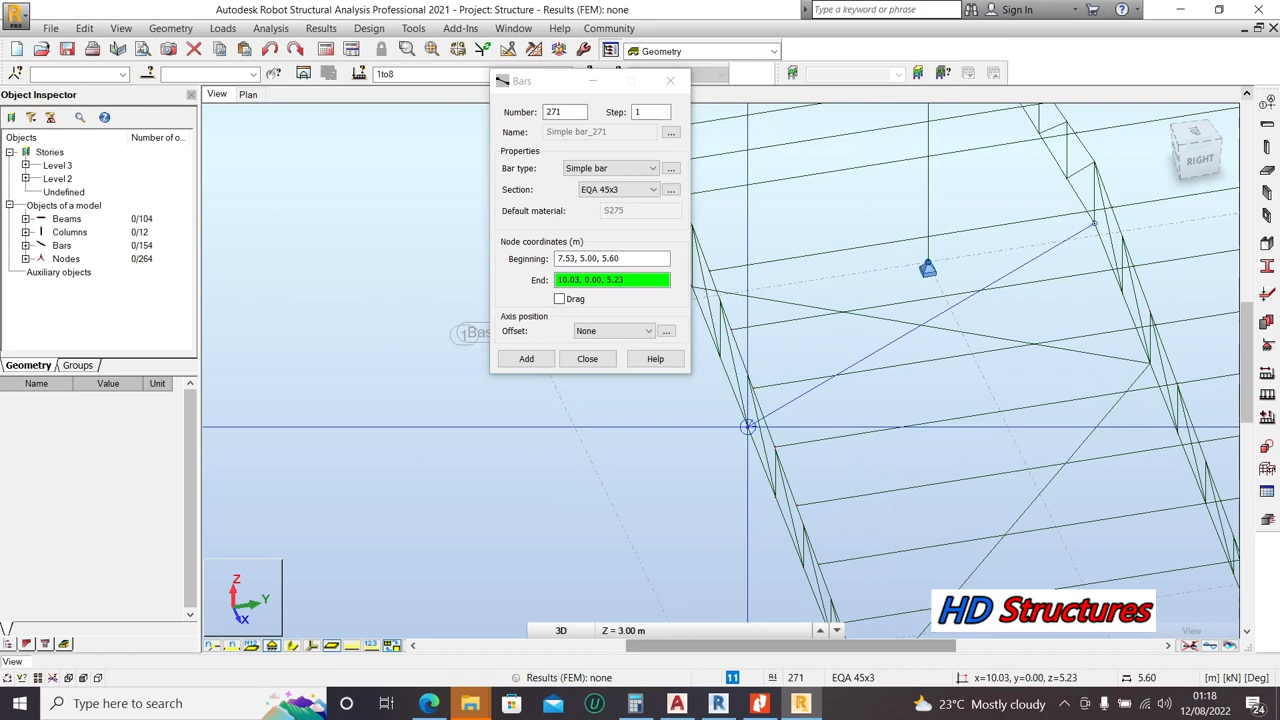 PRO
Autodesk Robot Structural Analysis Professional 2021 - Project: Structure - Results (FEM): none
Type a keyword or phrase
Sign In
File Edit View Geometry Loads Analysis Results Design Tools Add-Ins Window Help Community
Geometry
1to8
Object Inspector
View Plan
Bars
Objects
Number of o...
Stories
Level 3
Level 2
Undefined
Objects of a model
Beams 0/104
Columns 0/12
Bars 0/154
Nodes 0/264
Auxiliary objects
Geometry Groups
Name Value Unit
Number: 271 Step: 1
Name: Simple bar_271 ...
Properties
Bar type: Simple bar ...
Section: EQA 45x3 ...
Default material: S275
Node coordinates (m)
Beginning: 7.53, 5.00, 5.60
End: 10.03, 0.00, 5.23
Drag
Axis position
Offset: None ...
Add Close Help
1 Bas
RIGHT
Z
Y
X
HD Structures
3D Z = 3.00 m
View
View
Results (FEM): none
11
271
EQA 45x3
x=10.03, y=0.00, z=5.23
5.60
[m] [kN] [Deg]
Type here to search
23°C Mostly cloudy
01:18
12/08/2022
24